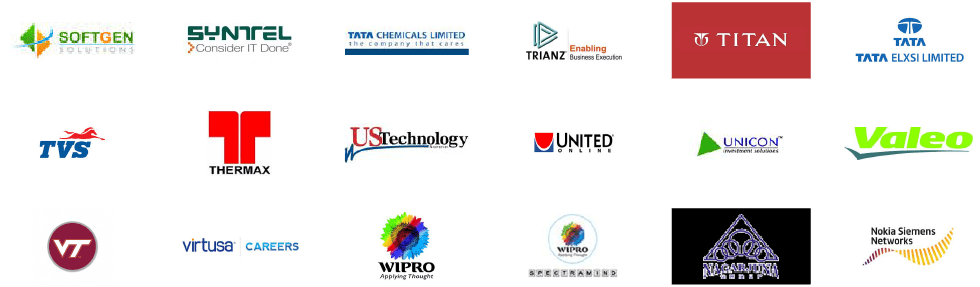 SOFTGEN
SOLUTIONS
SYNTEL
Consider IT Done®
TATA CHEMICALS LIMITED
the company that cares
TRIANZ
Enabling
Business Execution
TITAN
TATA
TATA ELXSI LIMITED
TVS
THERMAX
USTechnology
UNITED
ONLINE
UNICON™
investment solutions
Valeo
VT
virtusa CAREERS
WIPRO
Applying Thought
WIPRO
SPECTRAMIND
NAGARJUNA
GROUP
Nokia Siemens
Networks